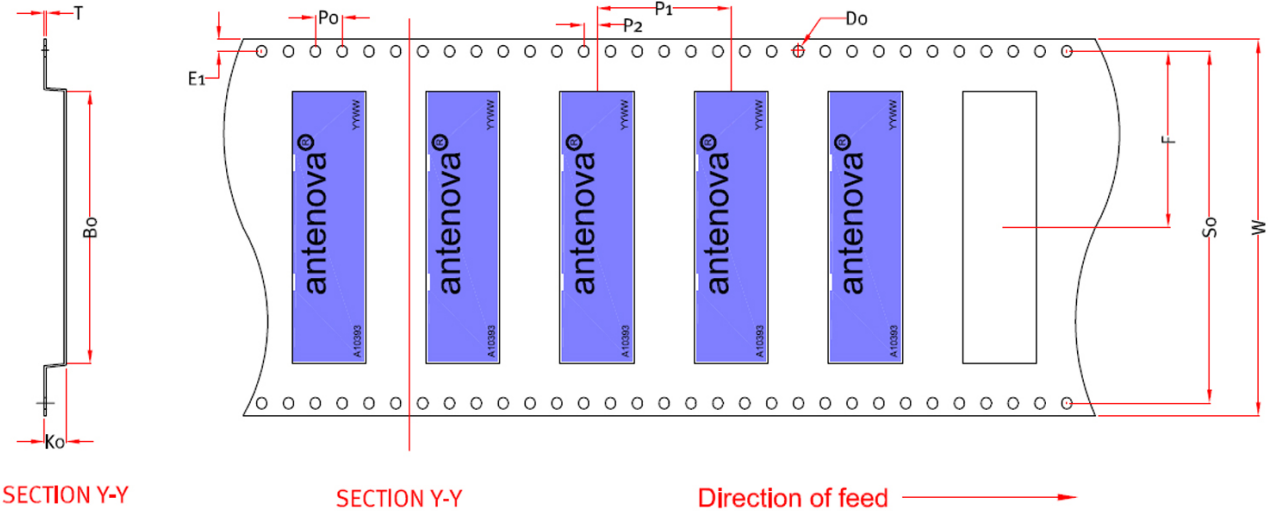 T
Po
P1
P2
Do
E1
YYWW
YYWW
YYWW
YYWW
YYWW
antenova®
antenova®
antenova®
antenova®
antenova®
F
Bo
So
W
A10393
A10393
A10393
A10393
A10393
Ko
SECTION Y-Y
SECTION Y-Y
Direction of feed